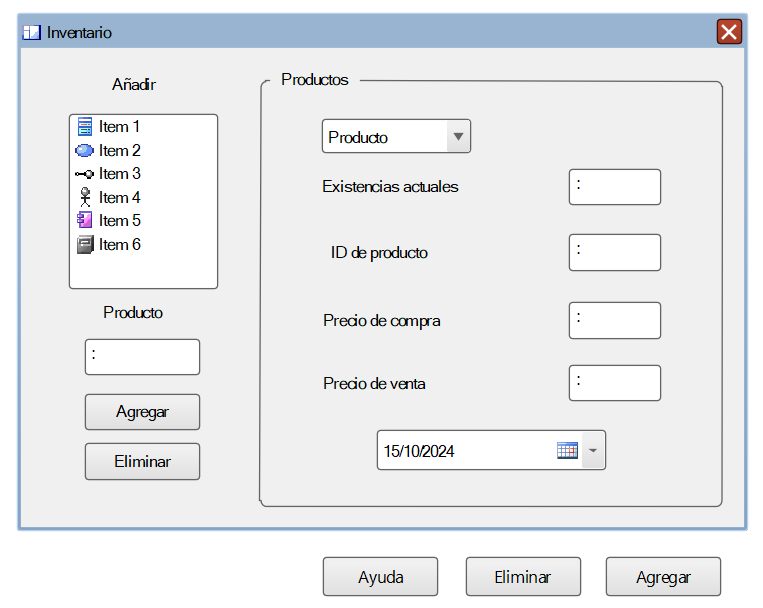 Inventario
Añadir
Item 1
Item 2
Item 3
Item 4
Item 5
Item 6
Producto
:
Agregar
Eliminar
Productos
Producto
Existencias actuales
:
ID de producto
:
Precio de compra
:
Precio de venta
:
15/10/2024
Ayuda
Eliminar
Agregar